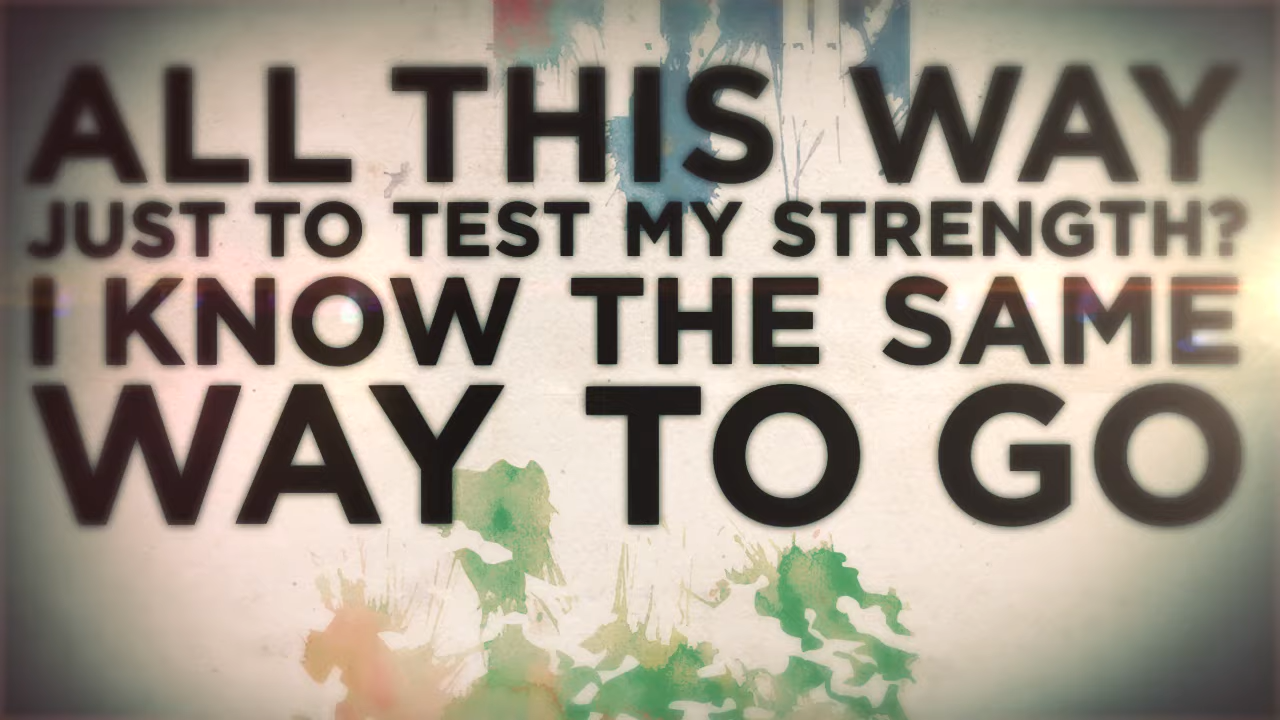 ALL THIS WAY
JUST TO TEST MY STRENGTH?
I KNOW THE SAME
WAY TO GO